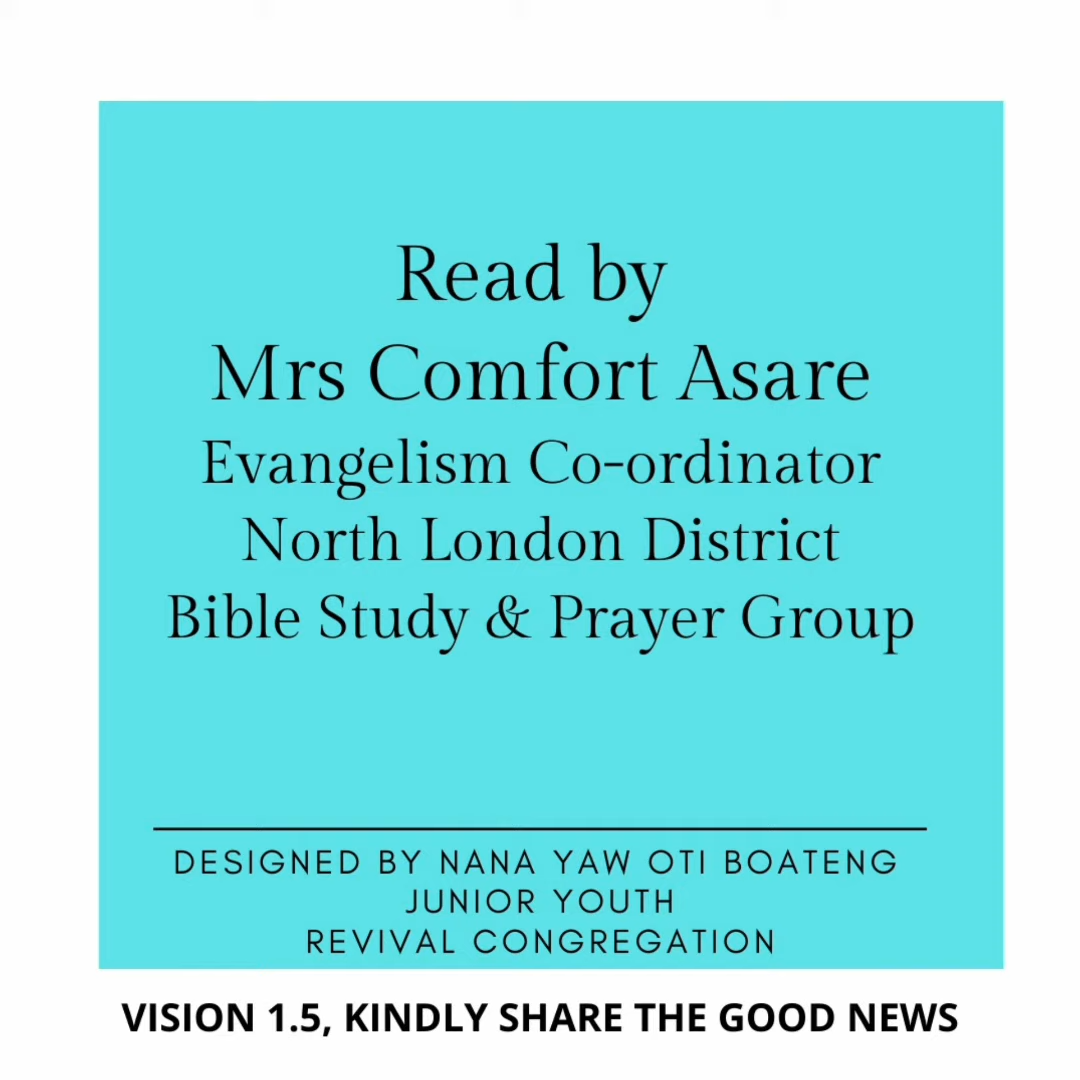 Read by
Mrs Comfort Asare
Evangelism Co-ordinator
North London District
Bible Study & Prayer Group
DESIGNED BY NANA YAW OTI BOATENG
JUNIOR YOUTH
REVIVAL CONGREGATION
VISION 1.5, KINDLY SHARE THE GOOD NEWS